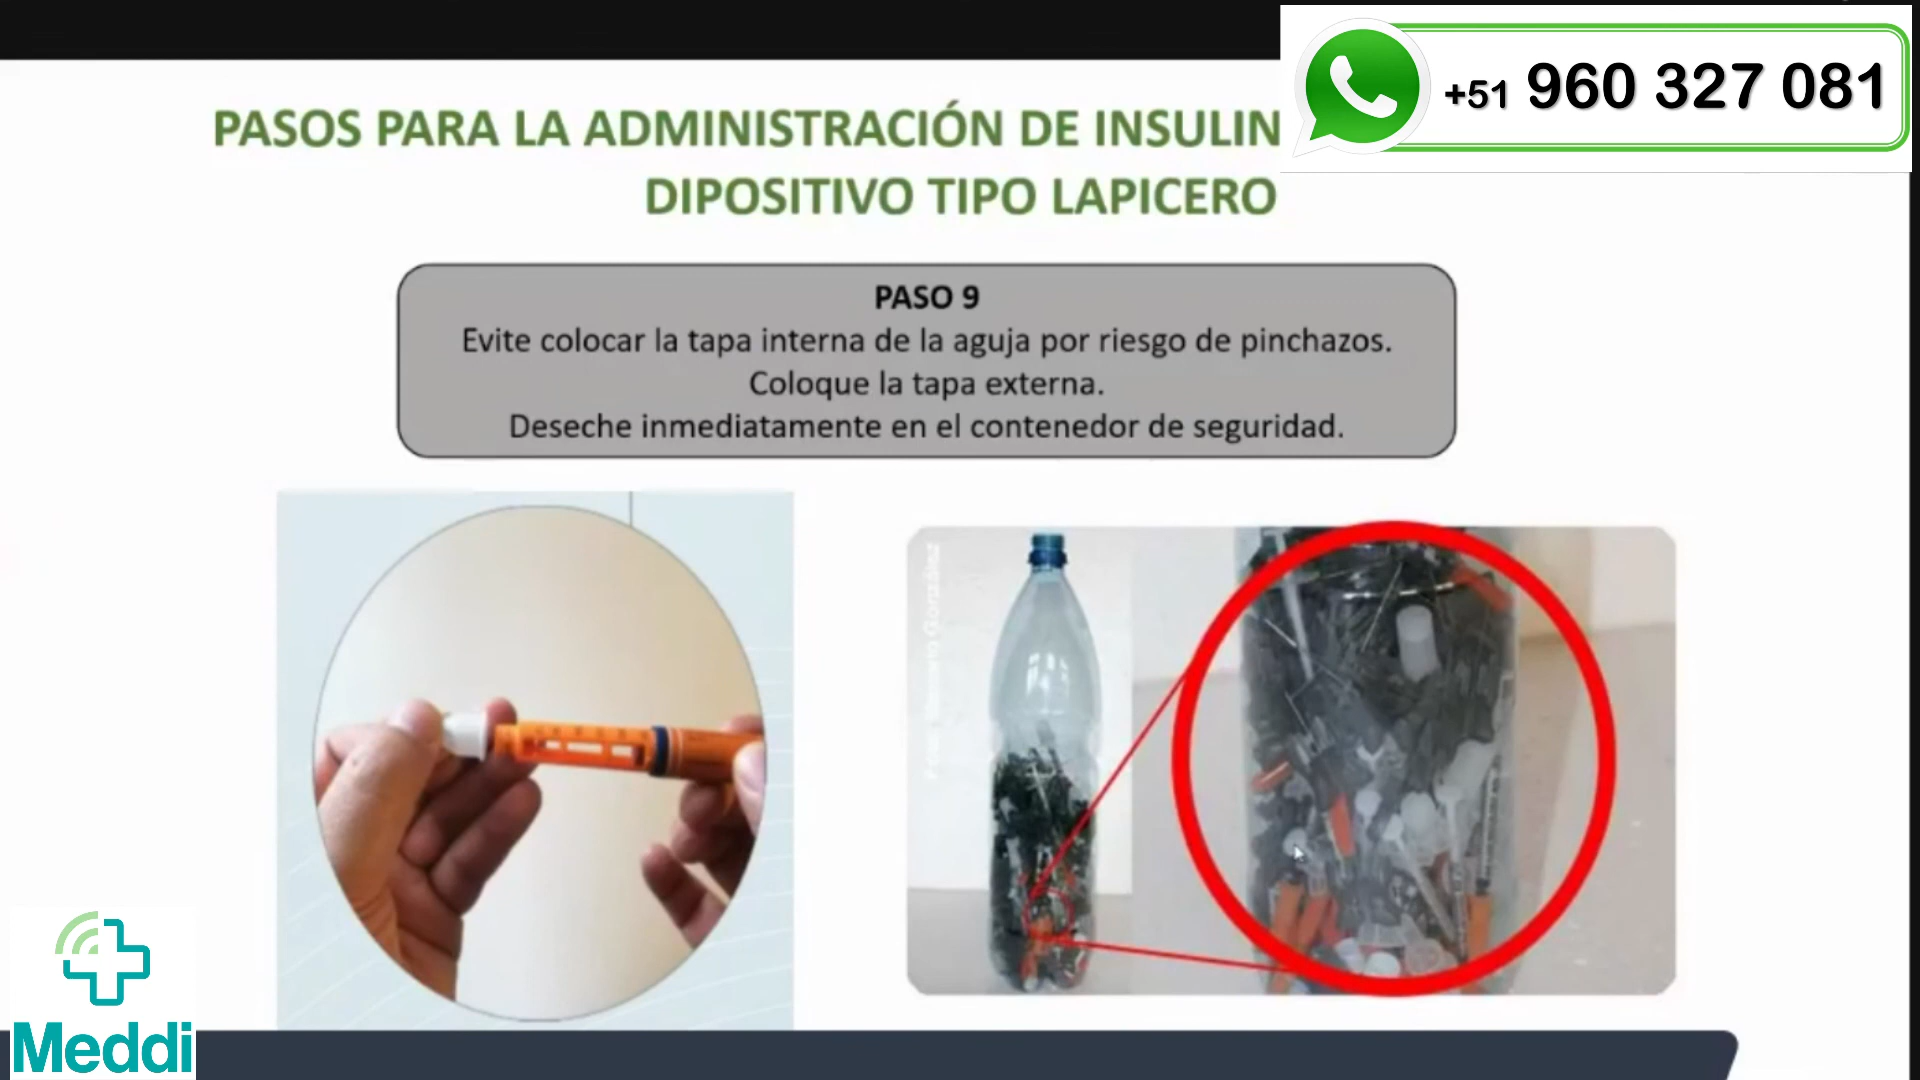 +51 960 327 081
PASOS PARA LA ADMINISTRACIÓN DE INSULIN
DIPOSITIVO TIPO LAPICERO
PASO 9
Evite colocar la tapa interna de la aguja por riesgo de pinchazos.
Coloque la tapa externa.
Deseche inmediatamente en el contenedor de seguridad.
González
Meddi